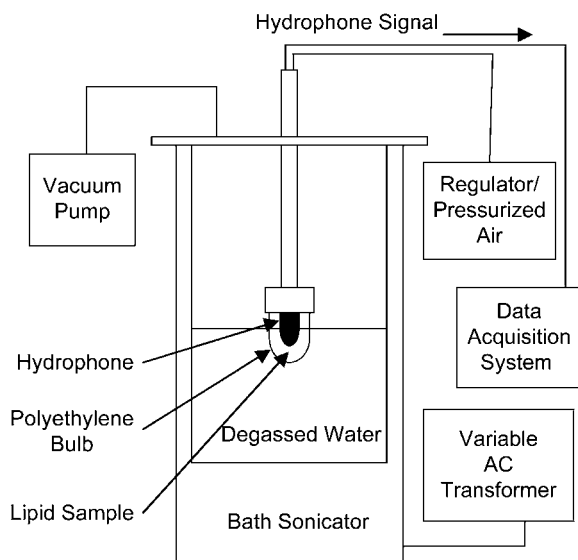 Hydrophone Signal
Vacuum
Pump
Regulator/
Pressurized
Air
Data
Acquisition
System
Hydrophone
Polyethylene
Bulb
Degassed Water
Variable
AC
Transformer
Lipid Sample
Bath Sonicator